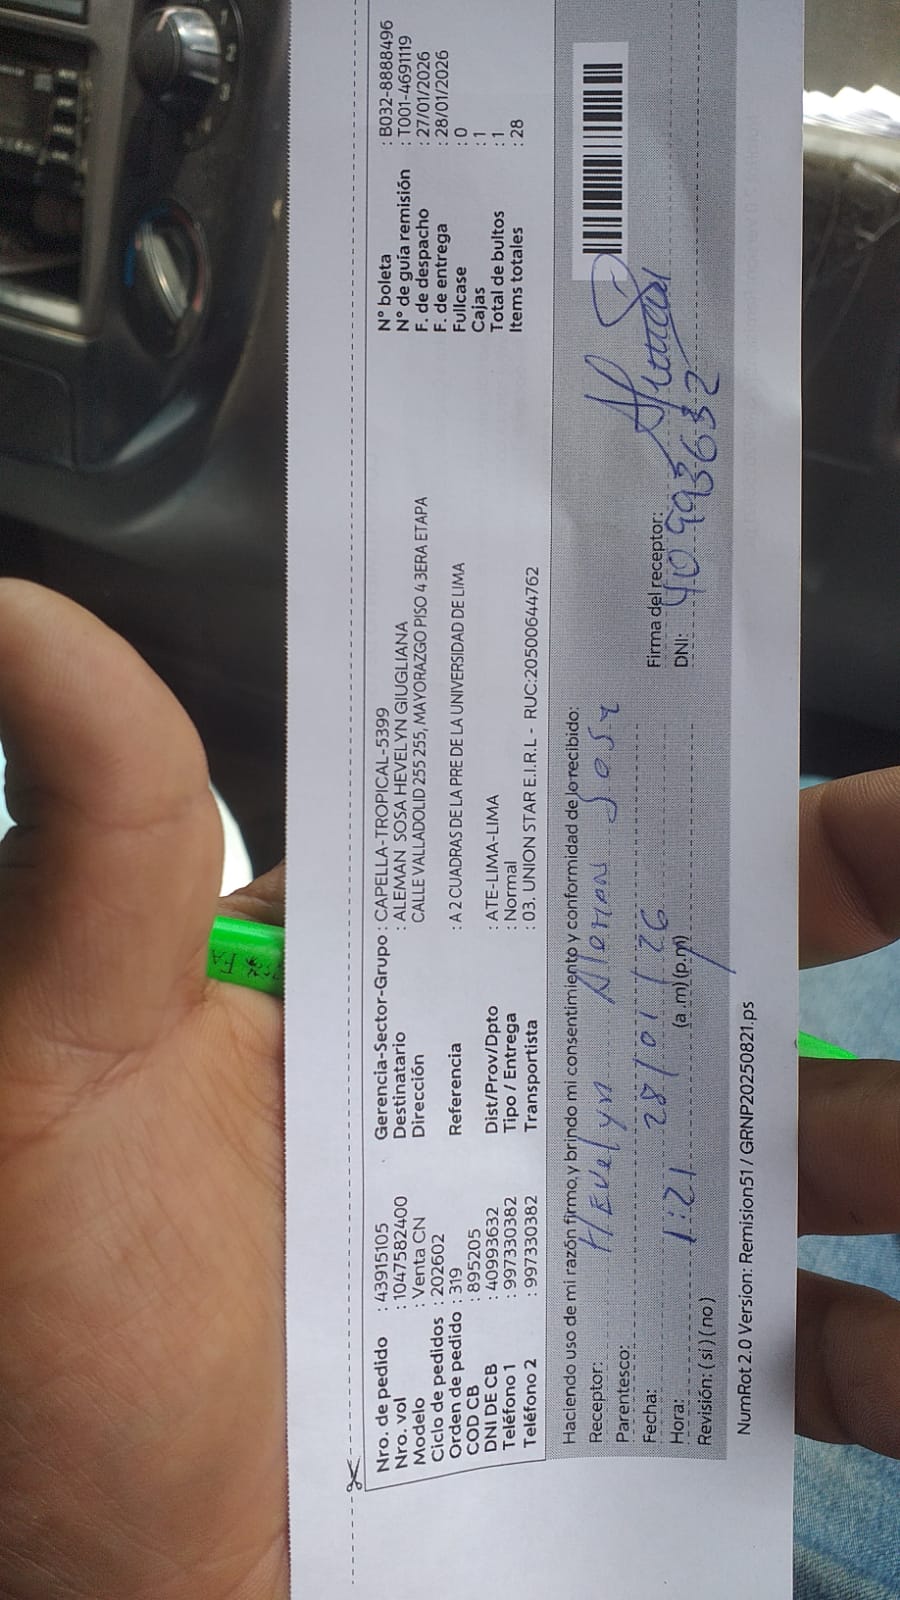 Nro. de pedido : 43915105 Gerencia-Sector-Grupo : CAPELLA-TROPICAL-5399 N° boleta : B032-8888496
Nro. vol : 1047582400 Destinatario : ALEMAN SOSA HEVELYN GIUGLIANA N° de guía remisión : T001-4691119
Modelo : Venta CN Dirección CALLE VALLADOLID 255 255, MAYORAZGO PISO 4 3ERA ETAPA F. de despacho : 27/01/2026
Ciclo de pedidos : 202602 F. de entrega : 28/01/2026
Orden de pedido : 319 Referencia : A 2 CUADRAS DE LA PRE DE LA UNIVERSIDAD DE LIMA Fullcase : 0
COD CB : 895205 Cajas : 1
DNI DE CB : 40993632 Dist/Prov/Dpto : ATE-LIMA-LIMA Total de bultos : 1
Teléfono 1 : 997330382 Tipo / Entrega : Normal Items totales : 28
Teléfono 2 : 997330382 Transportista : 03. UNION STAR E.I.R.L - RUC:20500644762
Haciendo uso de mi razón firmo,y brindo mi consentimiento y conformidad de lo recibido:
Receptor: HEVelyn Aleman Sosa
Parentesco:
Fecha: 28/01/26 Firma del receptor:
Hora: 1:21 (a .m) (p.m) DNI: 40993632
Revisión: ( si ) ( no )
NumRot 2.0 Version: Remision51 / GRNP20250821.ps